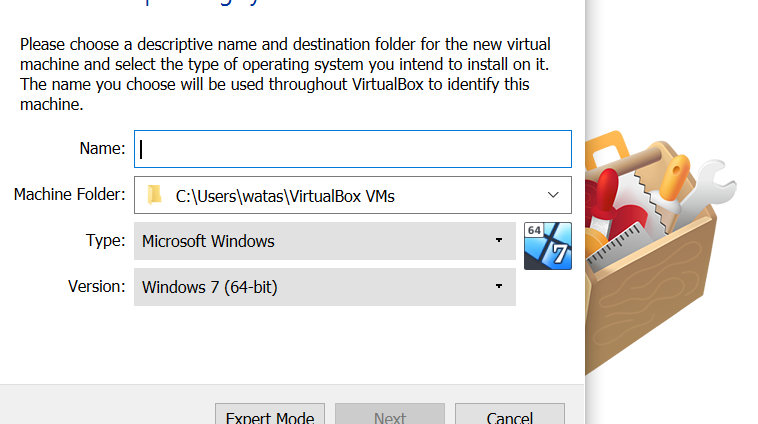 Please choose a descriptive name and destination folder for the new virtual
machine and select the type of operating system you intend to install on it.
The name you choose will be used throughout VirtualBox to identify this
machine.
Name:
Machine Folder: C:\Users\watas\VirtualBox VMs
Type: Microsoft Windows
64
7
Version: Windows 7 (64-bit)
Expert Mode Next Cancel